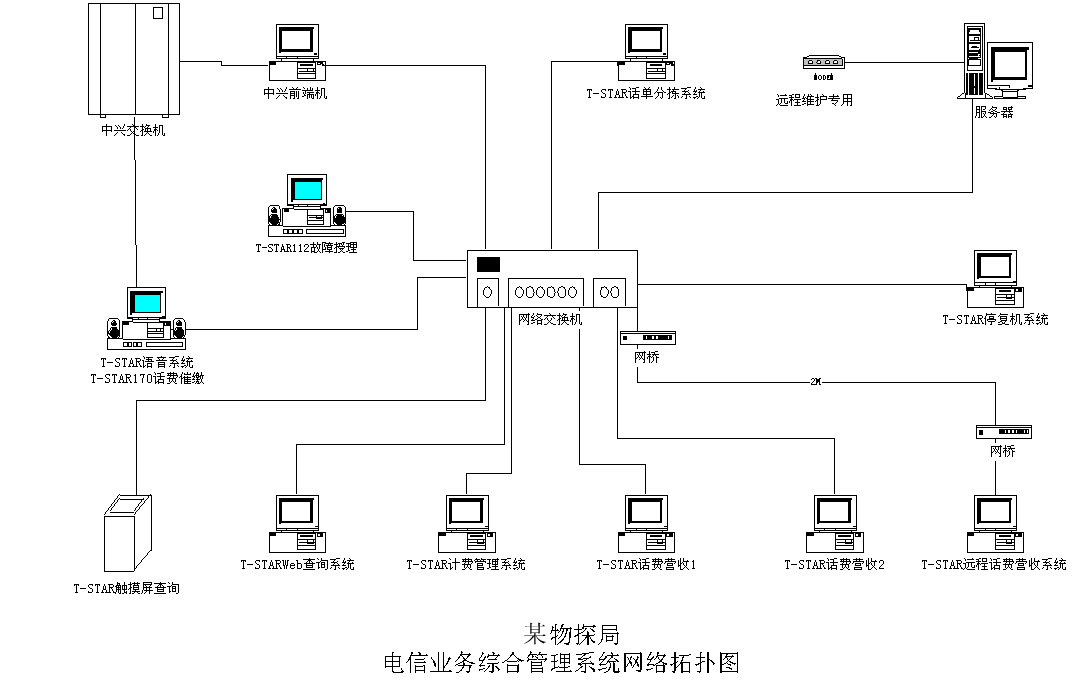 中兴前端机
T-STAR话单分拣系统
MODEM
远程维护专用
服务器
中兴交换机
T-STAR112故障授理
网络交换机
T-STAR停复机系统
网桥
T-STAR语音系统
T-STAR170话费催缴
2M
网桥
T-STARWeb查询系统
T-STAR计费管理系统
T-STAR话费营收1
T-STAR话费营收2
T-STAR远程话费营收系统
T-STAR触摸屏查询
某物探局
电信业务综合管理系统网络拓扑图